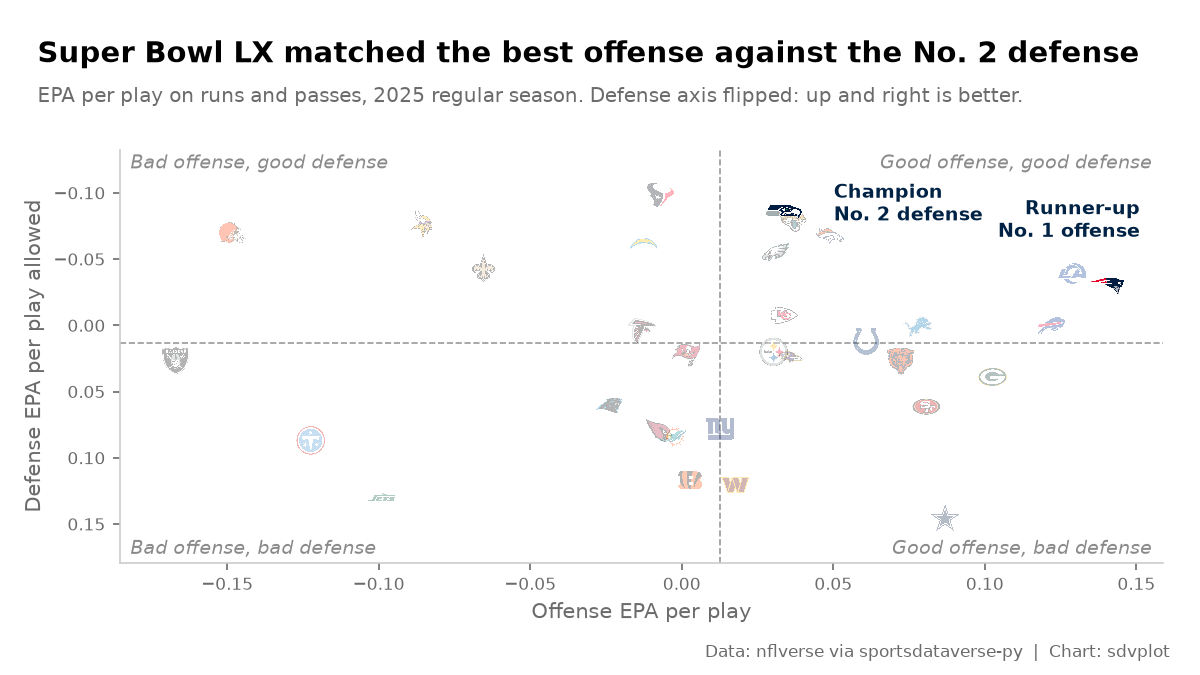 Super Bowl LX matched the best offense against the No. 2 defense
EPA per play on runs and passes, 2025 regular season. Defense axis flipped: up and right is better.
Bad offense, good defense
Good offense, good defense
Champion
No. 2 defense
Runner-up
No. 1 offense
Defense EPA per play allowed
−0.10
−0.05
0.00
0.05
0.10
0.15
ny
JETS
W
Bad offense, bad defense
Good offense, bad defense
−0.15
−0.10
−0.05
0.00
0.05
0.10
0.15
Offense EPA per play
Data: nflverse via sportsdataverse-py | Chart: sdvplot